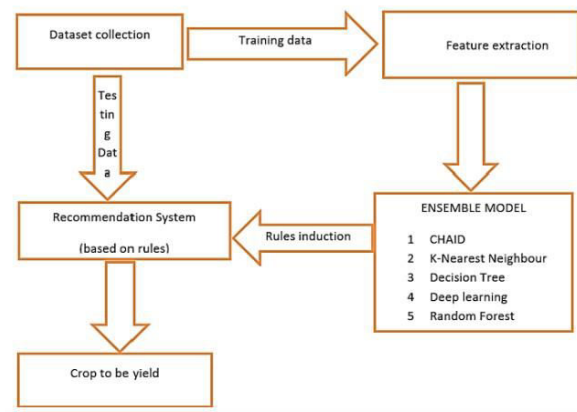 Dataset collection
Training data
Feature extraction
Tes
tin
g
Dat
a
Recommendation System
(based on rules)
Rules induction
ENSEMBLE MODEL
1 CHAID
2 K-Nearest Neighbour
3 Decision Tree
4 Deep learning
5 Random Forest
Crop to be yield